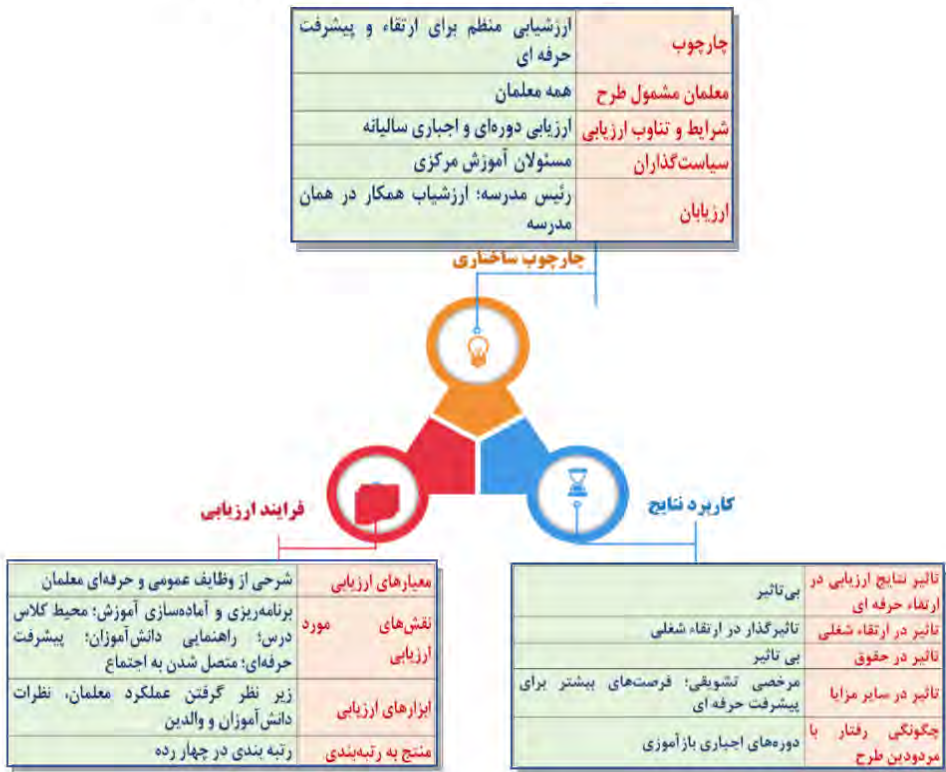 چارچوب
ارزشیابی منظم برای ارتقاء و پیشرفت
حرفه ای
معلمان مشمول طرح
همه معلمان
شرایط و تناوب ارزیابی
ارزیابی دوره‌ای و اجباری سالیانه
سیاست‌گذاران
مسئولان آموزش مرکزی
ارزیابان
رئیس مدرسه؛ ارزشیاب همکار در همان
مدرسه
چارچوب ساختاری
فرایند ارزیابی
معیارهای ارزیابی
شرحی از وظایف عمومی و حرفه‌ای معلمان
نقش‌های مورد
ارزیابی
برنامه‌ریزی و آماده‌سازی آموزش؛ محیط کلاس
درس؛ راهنمایی دانش‌آموزان؛ پیشرفت
حرفه‌ای؛ متصل شدن به اجتماع
ابزارهای ارزیابی
زیر نظر گرفتن عملکرد معلمان، نظرات
دانش‌آموزان و والدین
منتج به رتبه‌بندی
رتبه بندی در چهار رده
کاربرد نتایج
تاثیر نتایج ارزیابی در
ارتقاء حرفه ای
بی‌تاثیر
تاثیر در ارتقاء شغلی
تاثیرگذار در ارتقاء شغلی
تاثیر در حقوق
بی تاثیر
تاثیر در سایر مزایا
مرخصی تشویقی؛ فرصت‌های بیشتر برای
پیشرفت حرفه ای
چگونگی رفتار با
مردودین طرح
دوره‌های اجباری بازآموزی